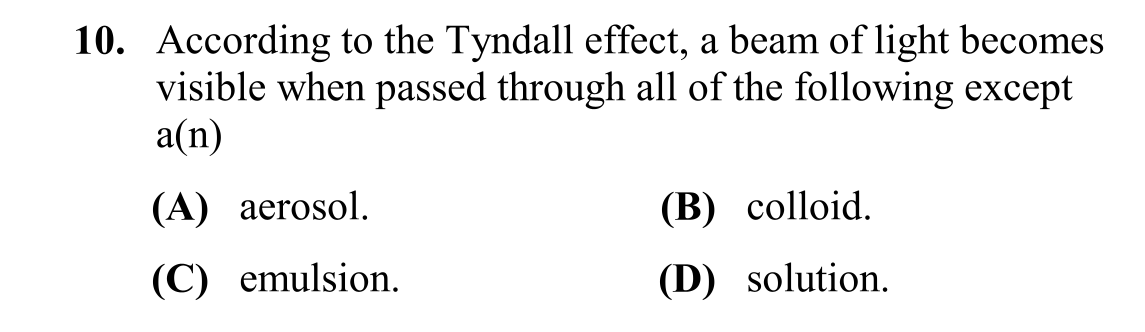 10. According to the Tyndall effect, a beam of light becomes
visible when passed through all of the following except
a(n)
(A) aerosol. (B) colloid.
(C) emulsion. (D) solution.